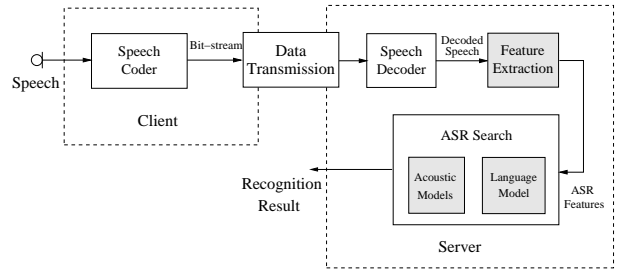 Speech
Speech
Coder
Bit-stream
Client
Data
Transmission
Speech
Decoder
Decoded
Speech
Feature
Extraction
ASR Search
Acoustic
Models
Language
Model
ASR
Features
Recognition
Result
Server